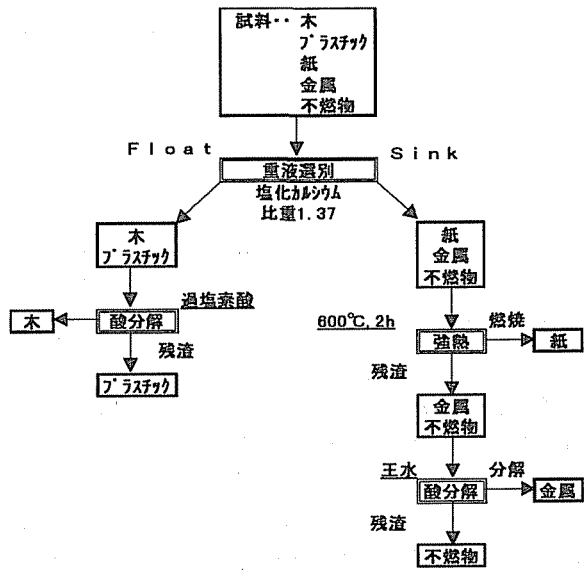 試料‥ 木
プラスチック
紙
金属
不燃物
Float
Sink
重液選別
塩化カルシウム
比重1.37
木
プラスチック
紙
金属
不燃物
過塩素酸
木
酸分解
残渣
プラスチック
600℃,2h
燃焼
強熱
紙
残渣
金属
不燃物
王水
分解
酸分解
金属
残渣
不燃物